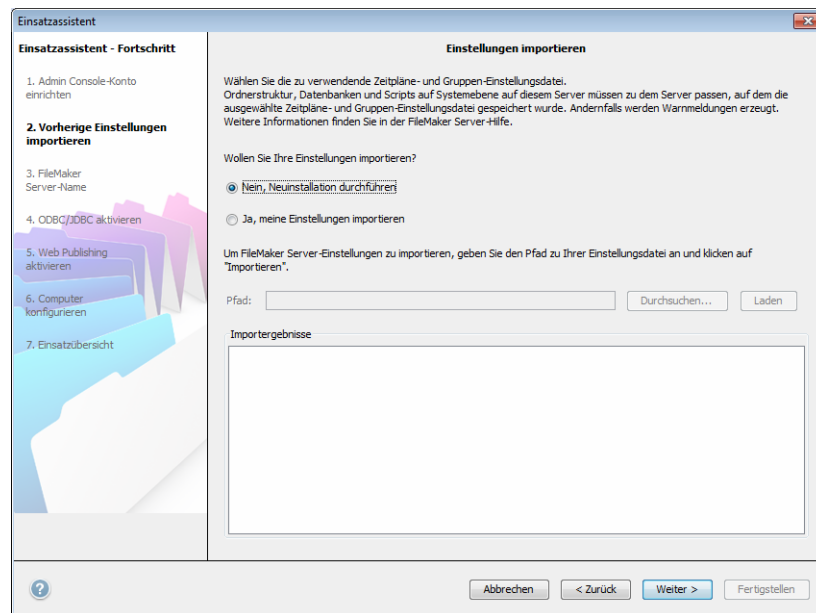 Einsatzassistent
Einsatzassistent - Fortschritt
1. Admin Console-Konto
einrichten
2. Vorherige Einstellungen
importieren
3. FileMaker
Server-Name
4. ODBC/JDBC aktivieren
5. Web Publishing
aktivieren
6. Computer
konfigurieren
7. Einsatzübersicht
Einstellungen importieren
Wählen Sie die zu verwendende Zeitpläne- und Gruppen-Einstellungsdatei.
Ordnerstruktur, Datenbanken und Scripts auf Systemebene auf diesem Server müssen zu dem Server passen, auf dem die
ausgewählte Zeitpläne- und Gruppen-Einstellungsdatei gespeichert wurde. Andernfalls werden Warnmeldungen erzeugt.
Weitere Informationen finden Sie in der FileMaker Server-Hilfe.
Wollen Sie Ihre Einstellungen importieren?
Nein, Neuinstallation durchführen
Ja, meine Einstellungen importieren
Um FileMaker Server-Einstellungen zu importieren, geben Sie den Pfad zu Ihrer Einstellungsdatei an und klicken auf
"Importieren".
Pfad: Durchsuchen... Laden
Importergebnisse
? Abbrechen < Zurück Weiter > Fertigstellen